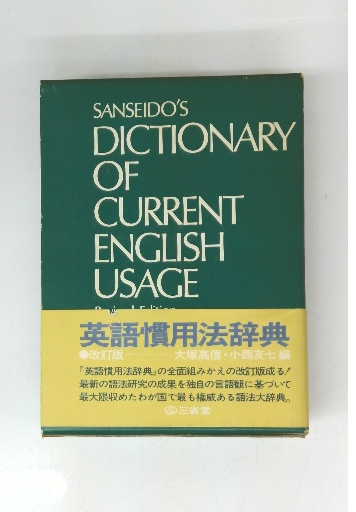 SANSEIDO'S
DICTIONARY
OF
CURRENT
ENGLISH
USAGE
Revised Edition
英語慣用法辞典
●改訂版 大塚高信・小西友七編
『英語慣用法辞典』の全面組みかえの改訂版成る!
最新の語法研究の成果を独自の言語観に基づいて
最大限収めたわが国で最も権威ある語法大辞典。
三省堂